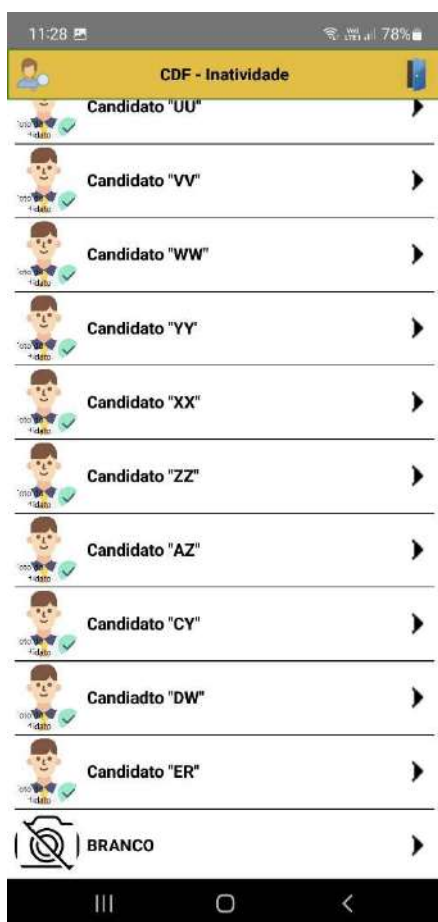 11:28 78%
CDF - Inatividade
Candidato "UU"
Candidato "VV"
Candidato "WW"
Candidato "YY'
Candidato "XX"
Candidato "ZZ"
Candidato "AZ"
Candidato "CY"
Candiadto "DW"
Candidato "ER"
BRANCO